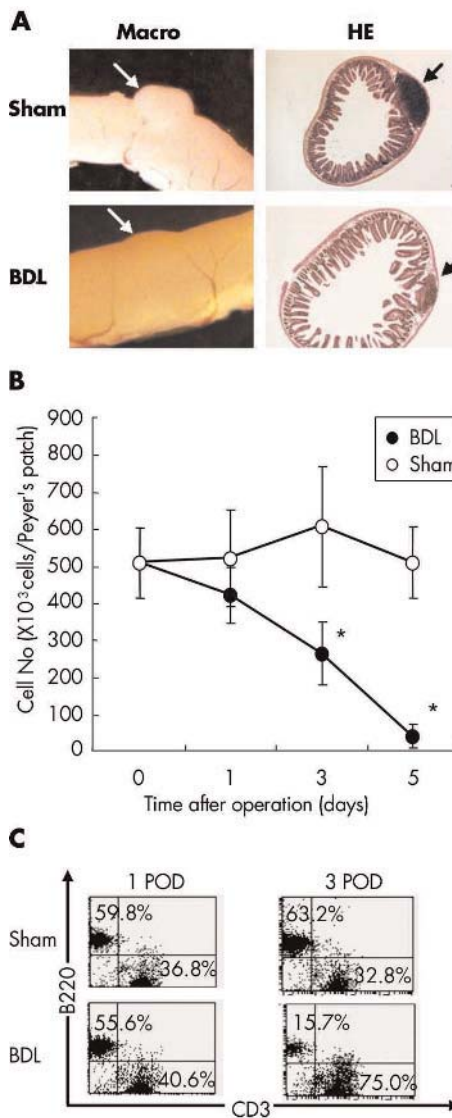 A
Macro HE
Sham
BDL
B
900
800
700
600
500
400
300
200
100
0
Cell No (X10³cells/Peyer's patch)
BDL
Sham
*
*
0 1 3 5
Time after operation (days)
C
1 POD 3 POD
Sham
59.8% 63.2%
36.8% 32.8%
B220
BDL
55.6% 15.7%
40.6% 75.0%
CD3